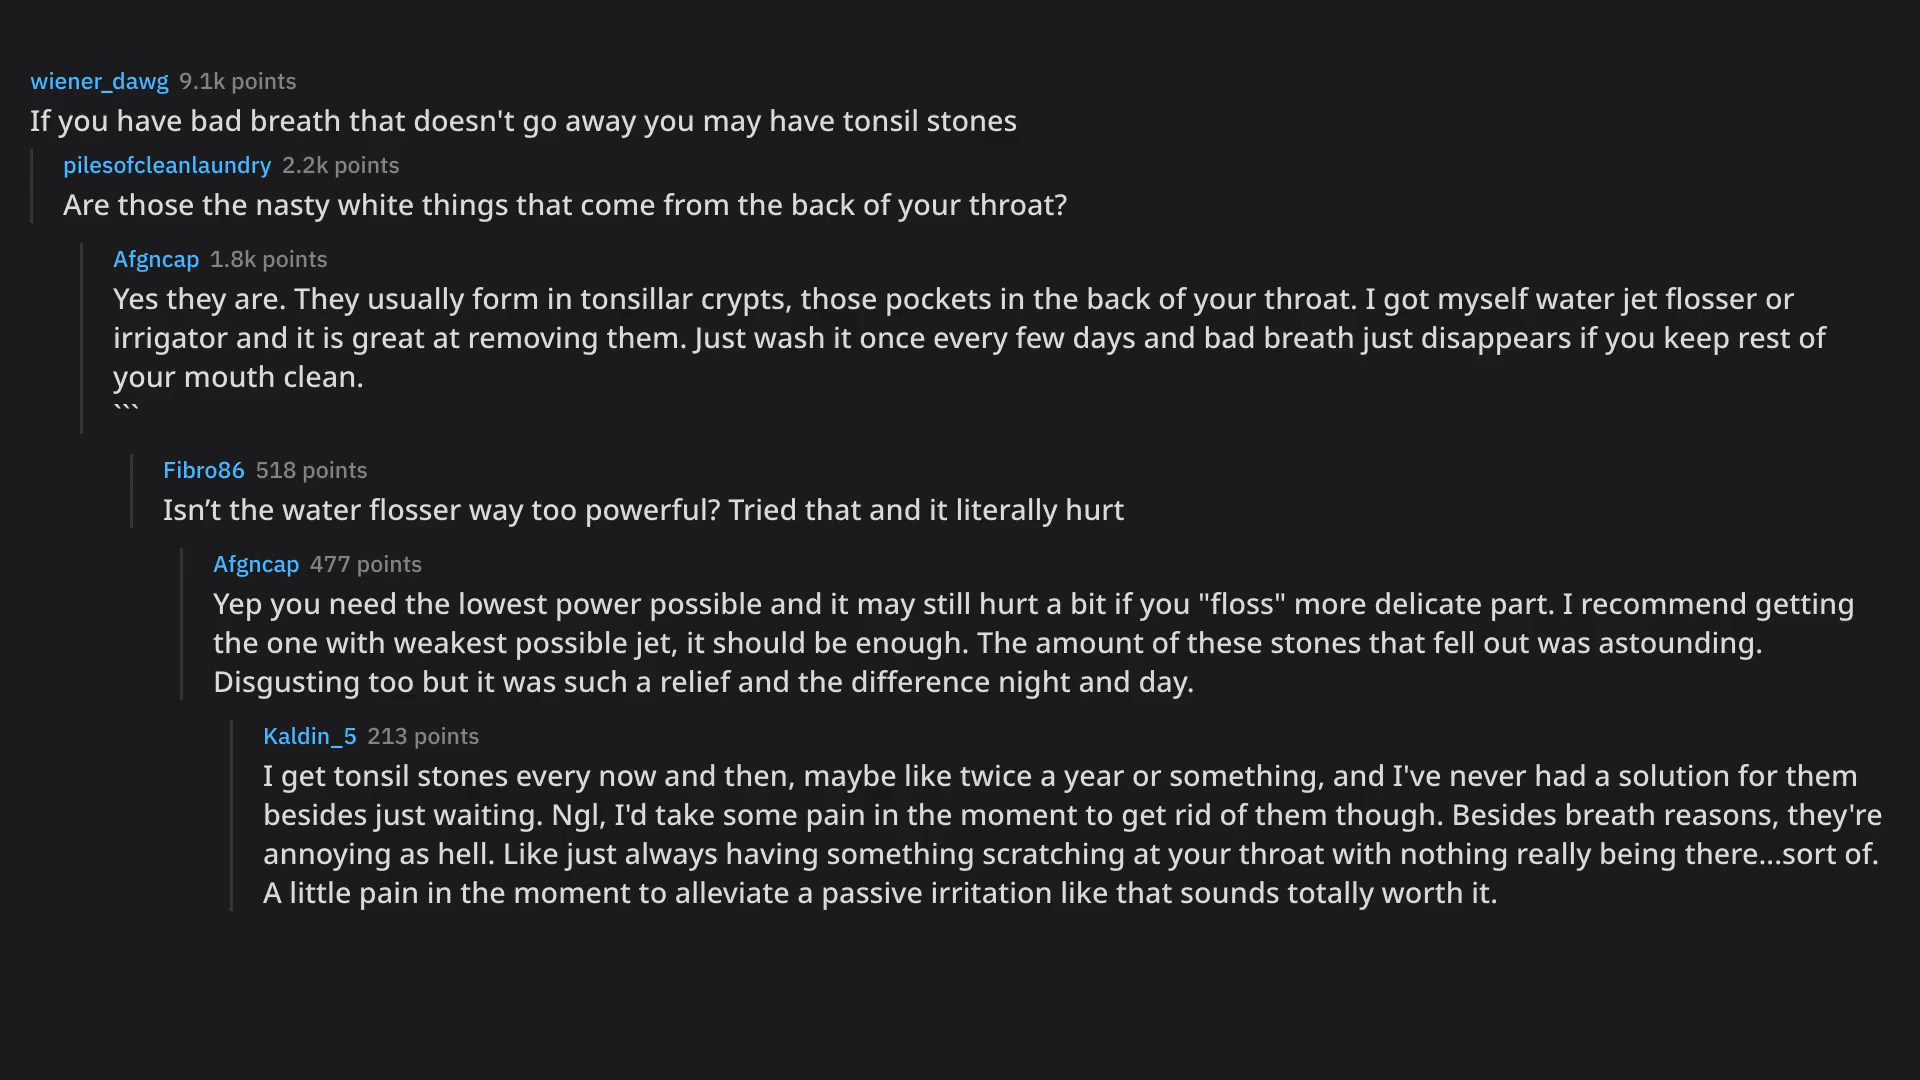 wiener_dawg 9.1k points
If you have bad breath that doesn't go away you may have tonsil stones
pilesofcleanlaundry 2.2k points
Are those the nasty white things that come from the back of your throat?
Afgncap 1.8k points
Yes they are. They usually form in tonsillar crypts, those pockets in the back of your throat. I got myself water jet flosser or
irrigator and it is great at removing them. Just wash it once every few days and bad breath just disappears if you keep rest of
your mouth clean.
```
Fibro86 518 points
Isn’t the water flosser way too powerful? Tried that and it literally hurt
Afgncap 477 points
Yep you need the lowest power possible and it may still hurt a bit if you "floss" more delicate part. I recommend getting
the one with weakest possible jet, it should be enough. The amount of these stones that fell out was astounding.
Disgusting too but it was such a relief and the difference night and day.
Kaldin_5 213 points
I get tonsil stones every now and then, maybe like twice a year or something, and I've never had a solution for them
besides just waiting. Ngl, I'd take some pain in the moment to get rid of them though. Besides breath reasons, they're
annoying as hell. Like just always having something scratching at your throat with nothing really being there...sort of.
A little pain in the moment to alleviate a passive irritation like that sounds totally worth it.